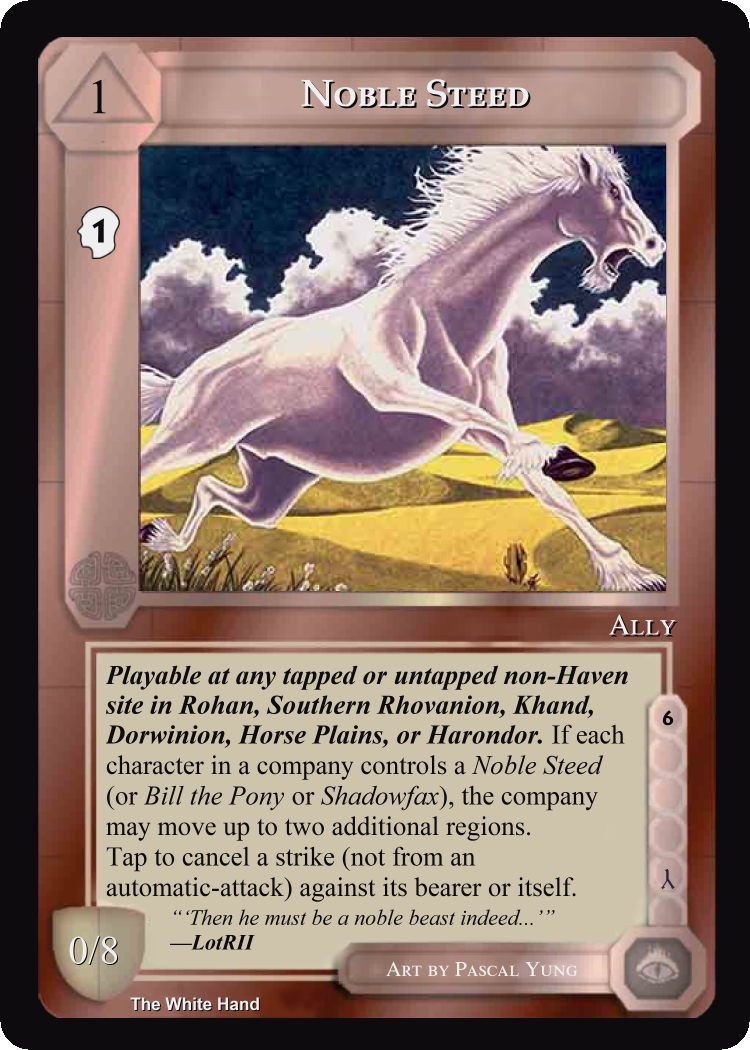 1
NOBLE STEED
1
ALLY
Playable at any tapped or untapped non-Haven
site in Rohan, Southern Rhovanion, Khand,
Dorwinion, Horse Plains, or Harondor. If each
character in a company controls a Noble Steed
(or Bill the Pony or Shadowfax), the company
may move up to two additional regions.
Tap to cancel a strike (not from an
automatic-attack) against its bearer or itself.
“‘Then he must be a noble beast indeed...’”
—LotRII
6
0/8
ART BY PASCAL YUNG
The White Hand